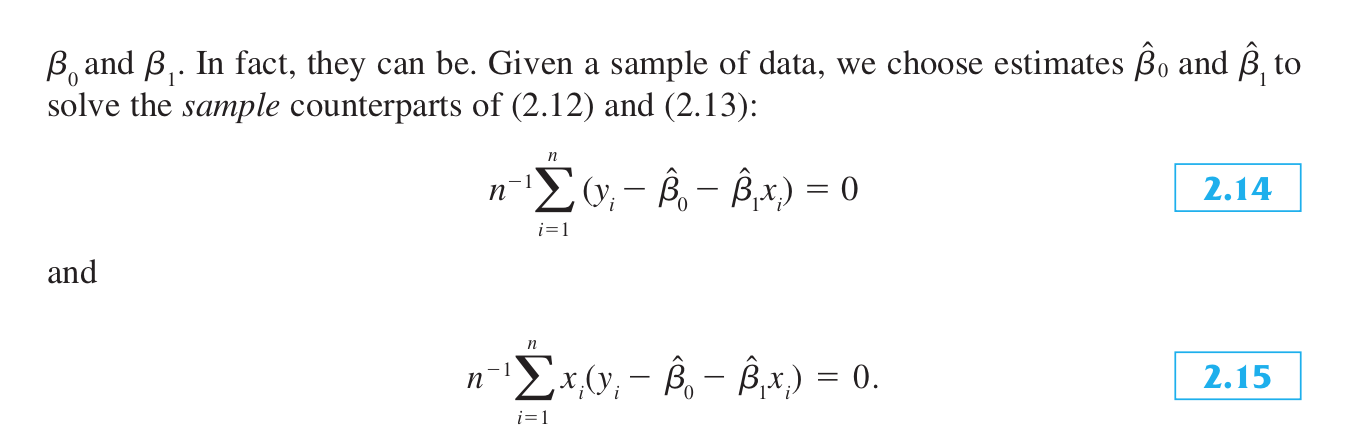 β₀ and β₁. In fact, they can be. Given a sample of data, we choose estimates β̂₀ and β̂₁ to
solve the sample counterparts of (2.12) and (2.13):
n⁻¹ ∑ᵢ₌₁ⁿ (yᵢ − β̂₀ − β̂₁xᵢ) = 0 2.14
and
n⁻¹ ∑ᵢ₌₁ⁿ xᵢ(yᵢ − β̂₀ − β̂₁xᵢ) = 0. 2.15